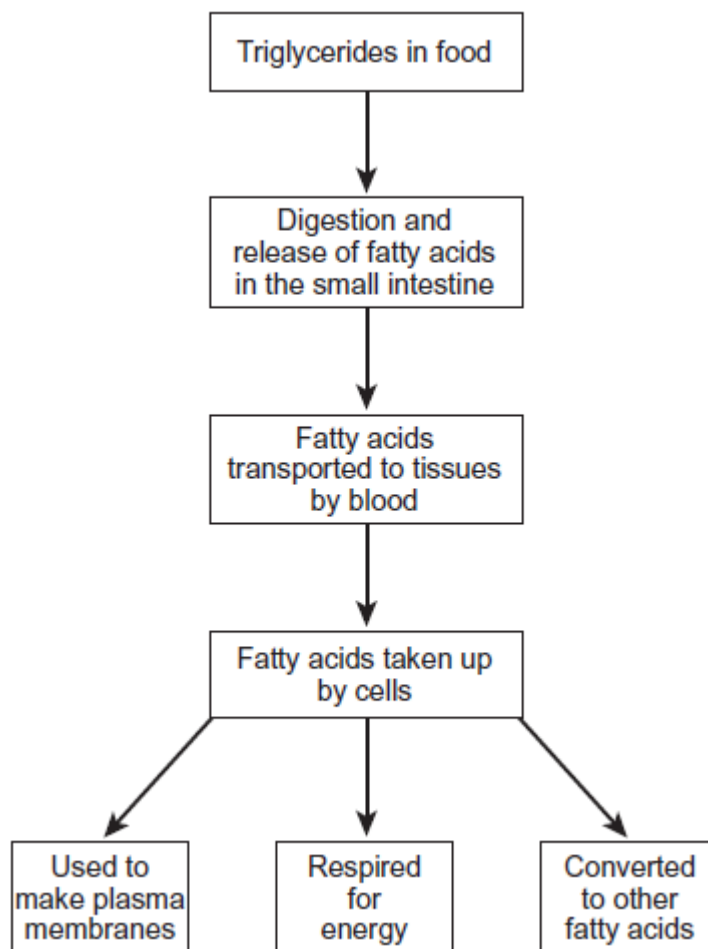 Triglycerides in food
Digestion and
release of fatty acids
in the small intestine
Fatty acids
transported to tissues
by blood
Fatty acids taken up
by cells
Used to
make plasma
membranes
Respired
for
energy
Converted
to other
fatty acids